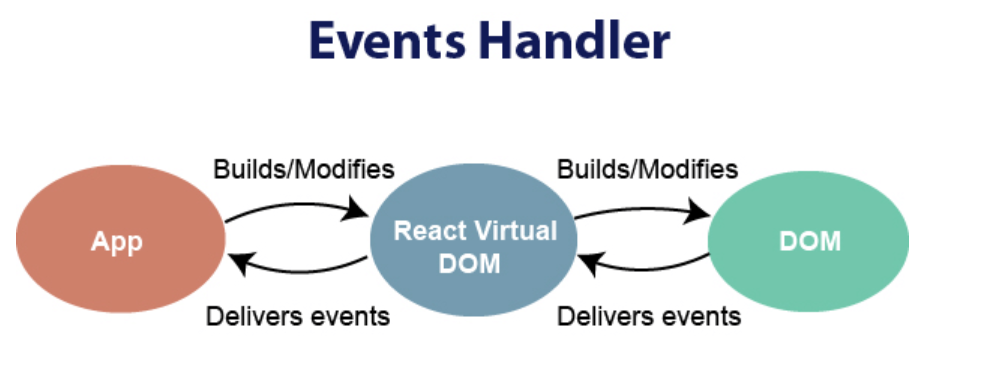 Events Handler
Builds/Modifies
Builds/Modifies
App
React Virtual
DOM
DOM
Delivers events
Delivers events